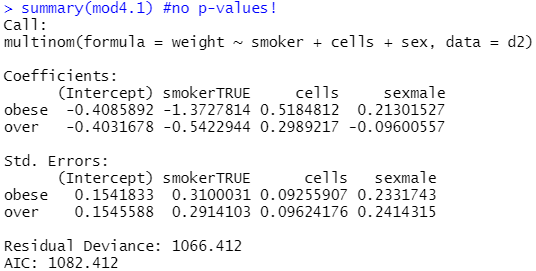 > summary(mod4.1) #no p-values!
Call:
multinom(formula = weight ~ smoker + cells + sex, data = d2)
Coefficients:
(Intercept) smokerTRUE cells sexmale
obese -0.4085892 -1.3727814 0.5184812 0.21301527
over -0.4031678 -0.5422944 0.2989217 -0.09600557
Std. Errors:
(Intercept) smokerTRUE cells sexmale
obese 0.1541833 0.3100031 0.09255907 0.2331743
over 0.1545588 0.2914103 0.09624176 0.2414315
Residual Deviance: 1066.412
AIC: 1082.412